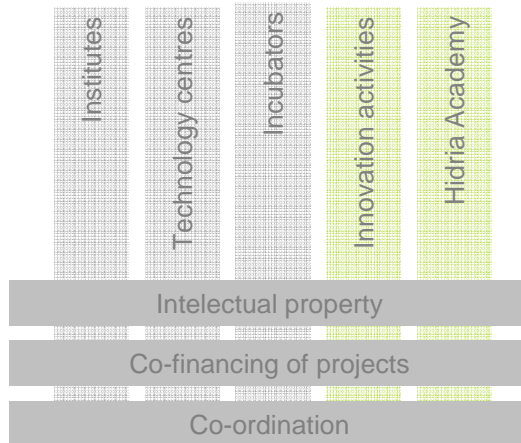 Institutes
Technology centres
Incubators
Innovation activities
Hidria Academy
Intelectual property
Co-financing of projects
Co-ordination